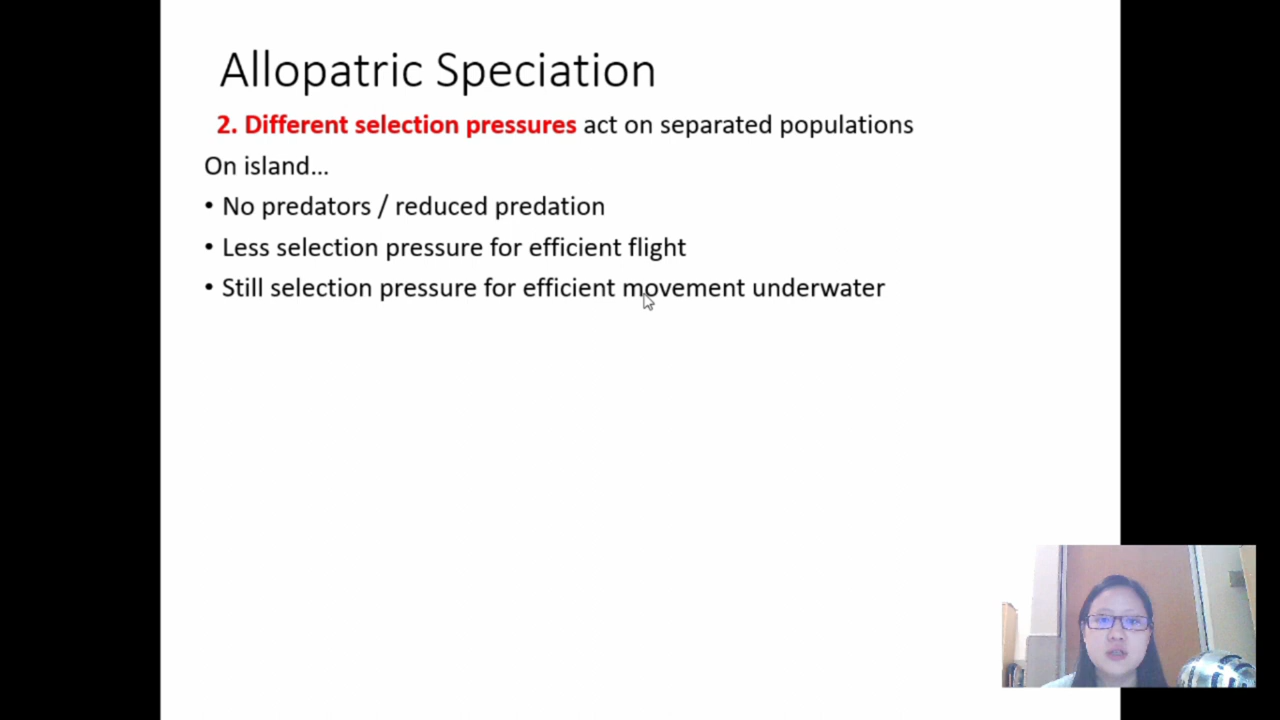 Allopatric Speciation
2. Different selection pressures act on separated populations
On island...
• No predators / reduced predation
• Less selection pressure for efficient flight
• Still selection pressure for efficient movement underwater